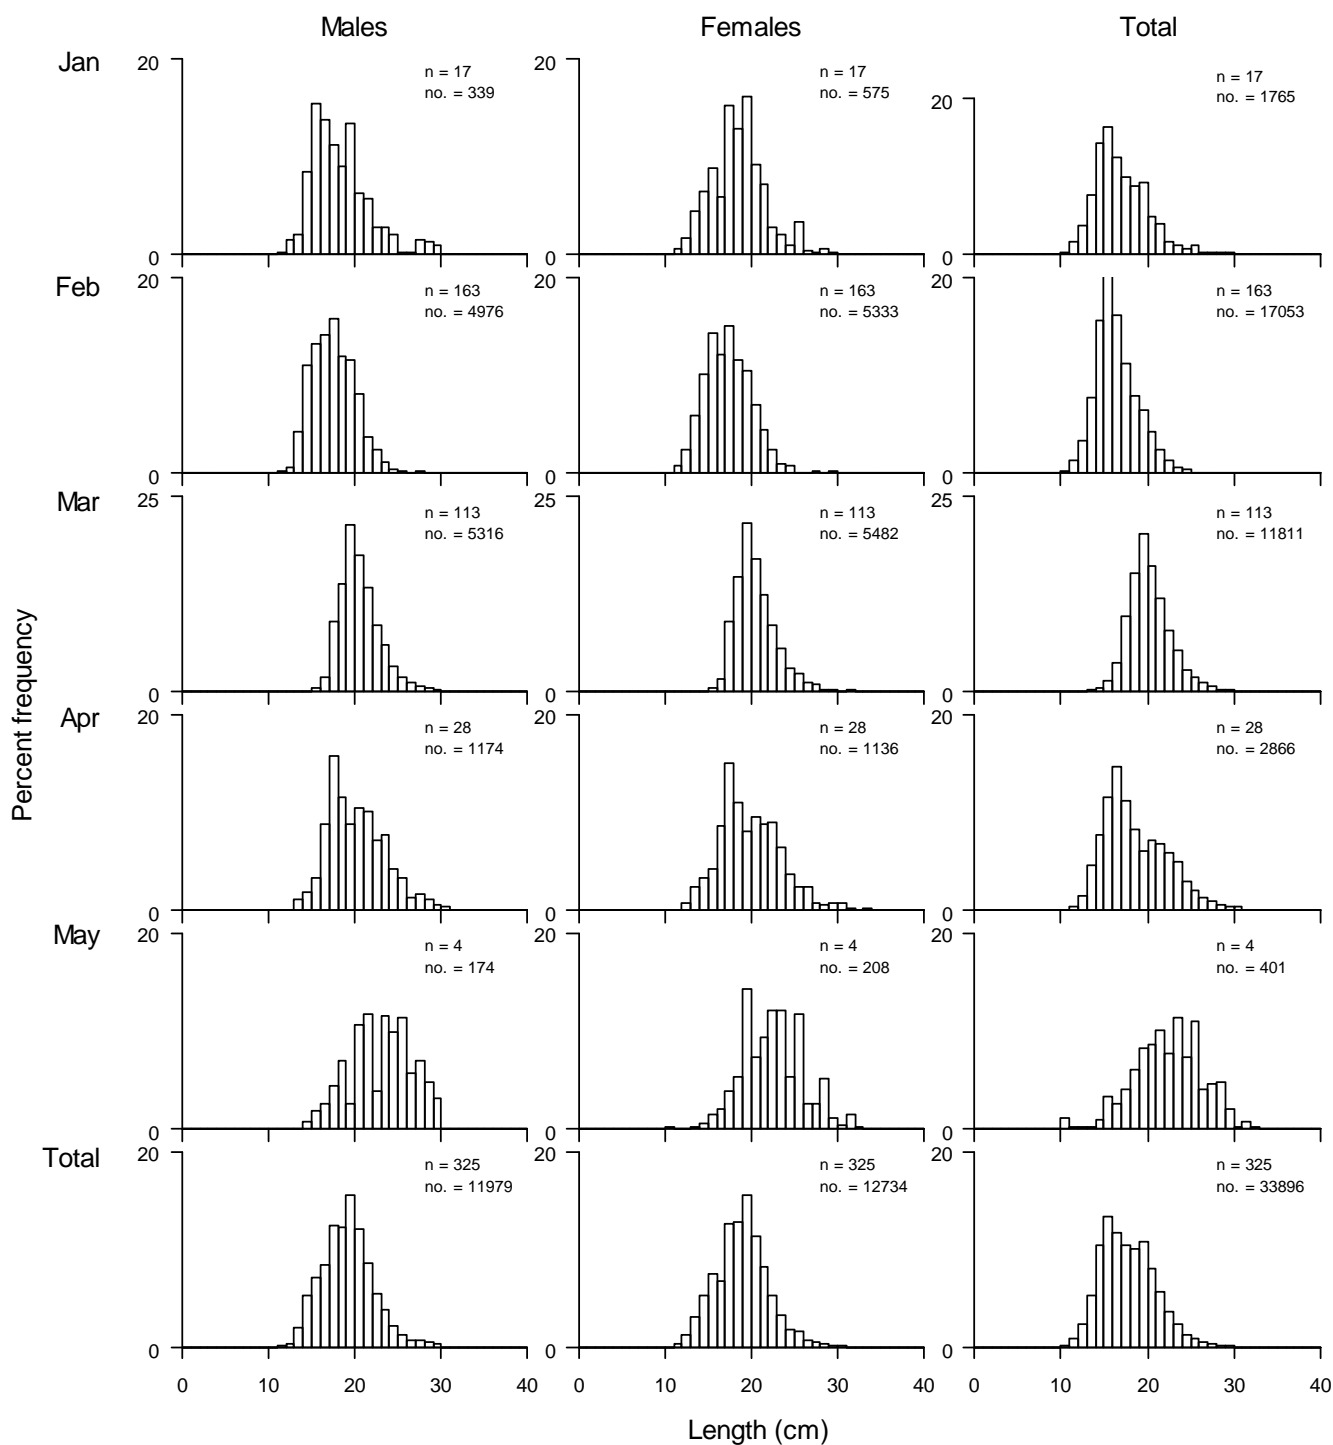 Males Females Total
Jan 20 n = 17 20 n = 17 n = 17
no. = 339 no. = 575 20 no. = 1765
0 0 0
Feb 20 n = 163 20 n = 163 20 n = 163
no. = 4976 no. = 5333 no. = 17053
0 0 0
Mar 25 n = 113 25 n = 113 25 n = 113
no. = 5316 no. = 5482 no. = 11811
0 0 0
Apr 20 n = 28 20 n = 28 20 n = 28
no. = 1174 no. = 1136 no. = 2866
Percent frequency
0 0 0
May 20 n = 4 20 n = 4 20 n = 4
no. = 174 no. = 208 no. = 401
0 0 0
Total 20 n = 325 20 n = 325 20 n = 325
no. = 11979 no. = 12734 no. = 33896
0 0 0
0 10 20 30 40 0 10 20 30 40 0 10 20 30 40
Length (cm)